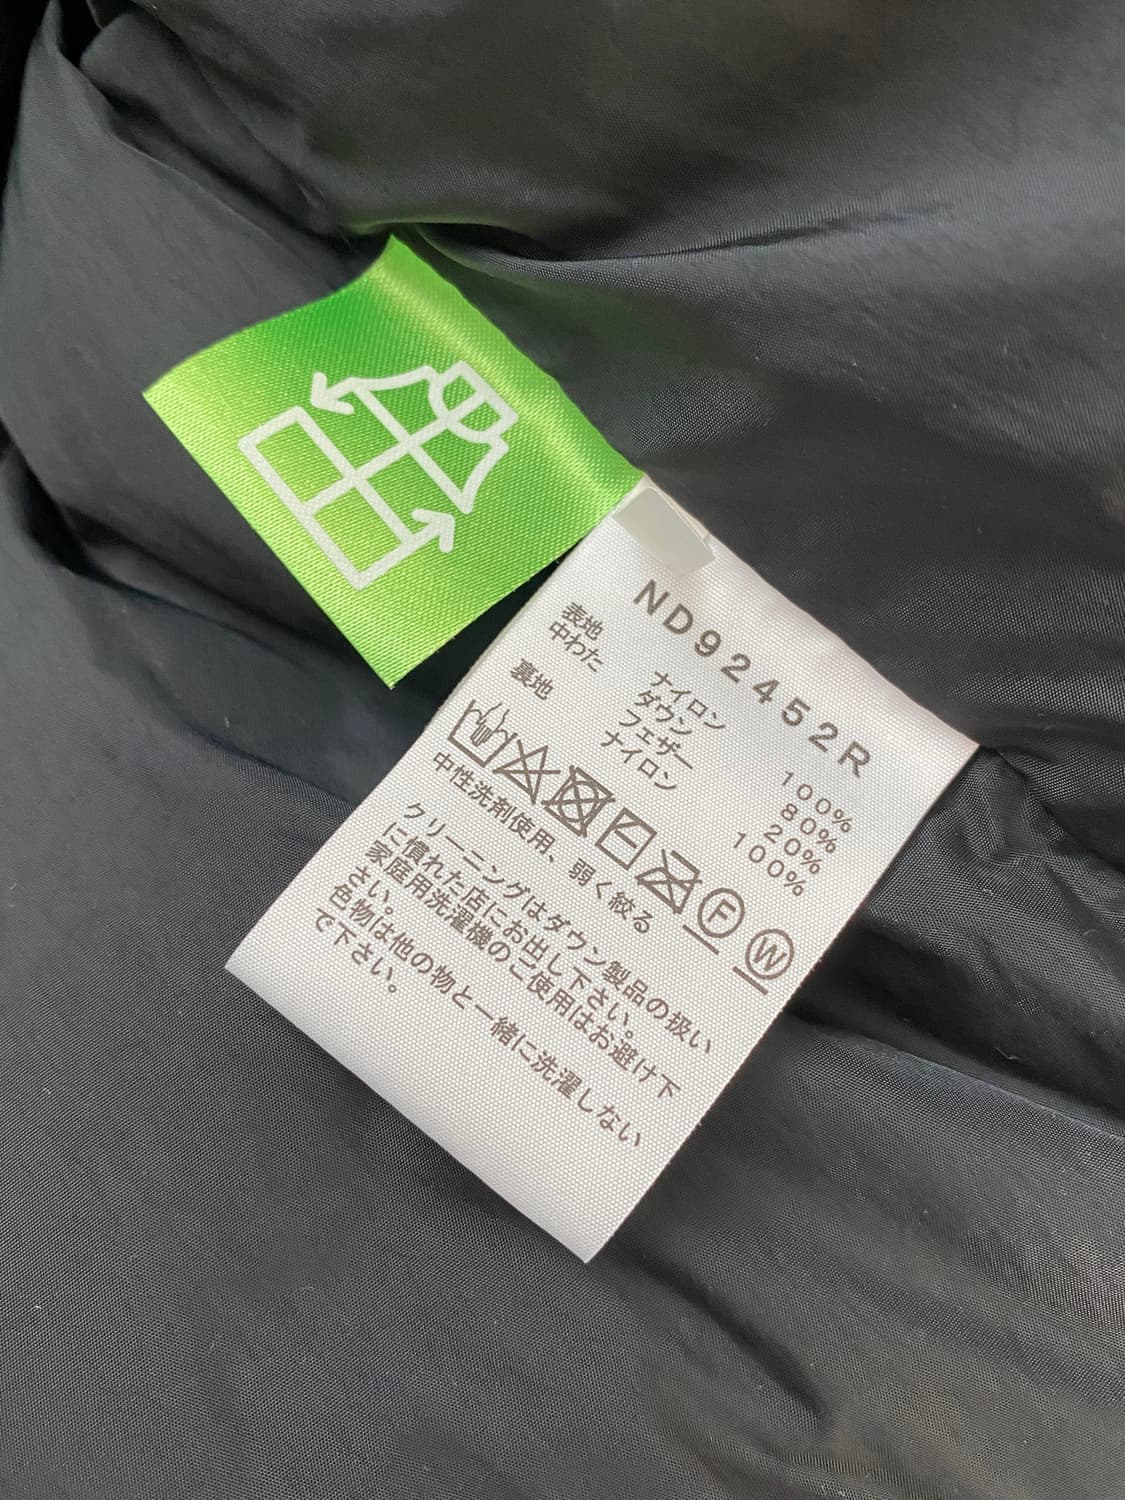 ND92452R
表地 ナイロン 100%
中わた ダウン 80%
フェザー 20%
裏地 ナイロン 100%
F W
中性洗剤使用、弱く絞る
クリーニングはダウン製品の扱い
に慣れた店にお出し下さい。
家庭用洗濯機のご使用はお避け下
さい。
色物は他の物と一緒に洗濯しない
で下さい。